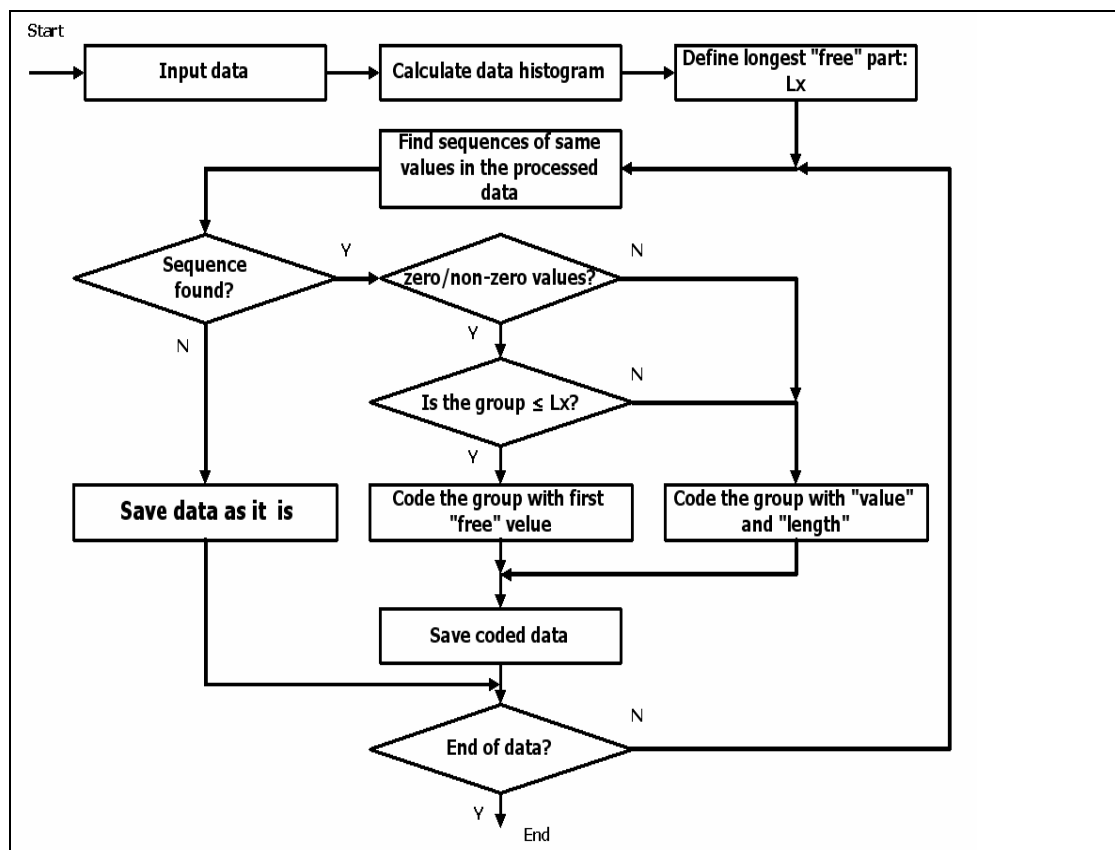 Start
Input data
Calculate data histogram
Define longest "free" part:
Lx
Find sequences of same
values in the processed
data
Sequence
found?
Y
zero/non-zero values?
N
N
Y
Is the group ≤ Lx?
N
Y
Save data as it is
Code the group with first
"free" velue
Code the group with "value"
and "length"
Save coded data
End of data?
N
Y
End